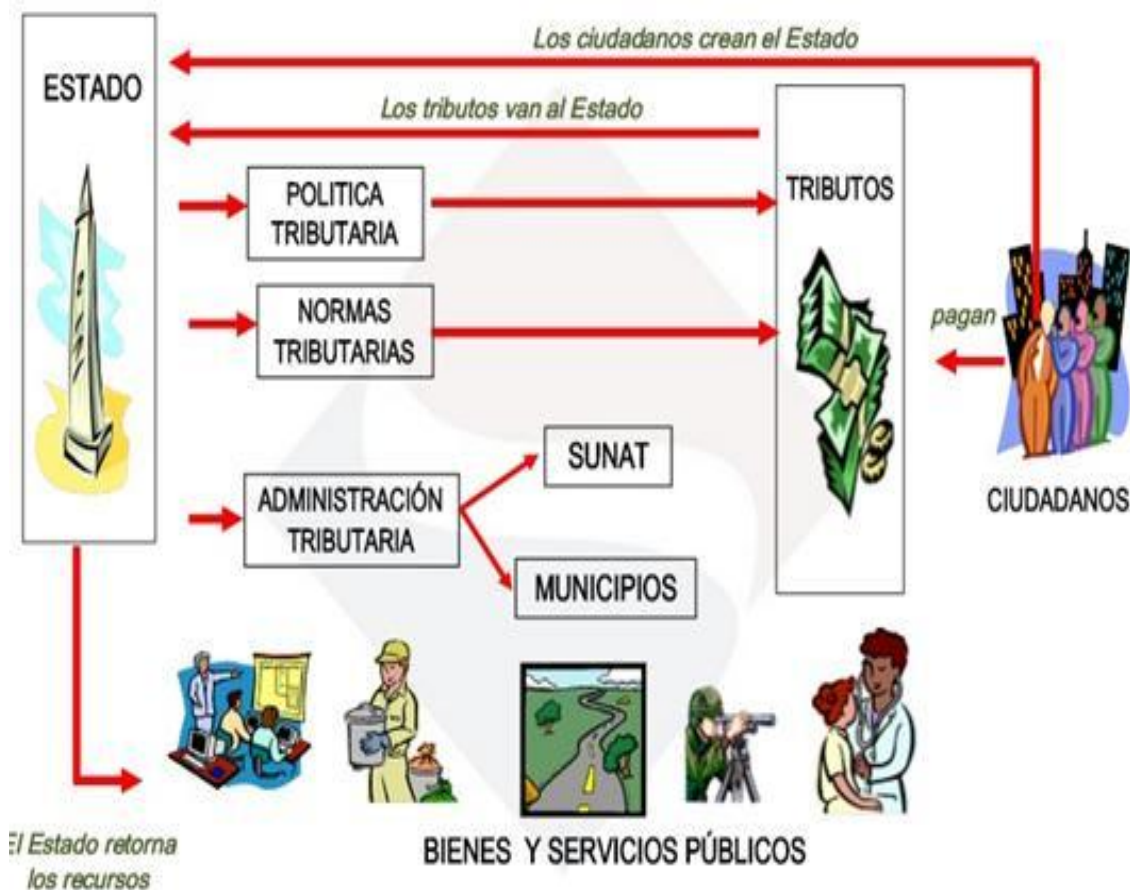 Los ciudadanos crean el Estado
ESTADO
Los tributos van al Estado
POLITICA
TRIBUTARIA
TRIBUTOS
NORMAS
TRIBUTARIAS
pagan
SUNAT
ADMINISTRACIÓN
TRIBUTARIA
CIUDADANOS
MUNICIPIOS
El Estado retorna
los recursos
BIENES Y SERVICIOS PÚBLICOS